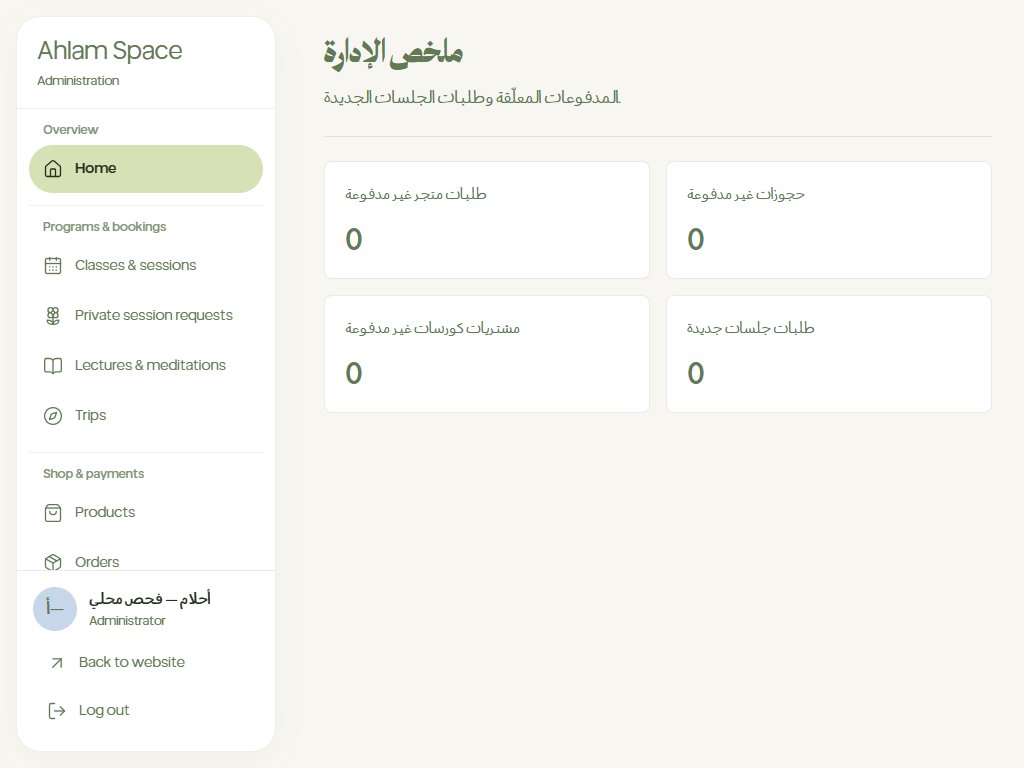 Ahlam Space
Administration
Overview
Home
Programs & bookings
Classes & sessions
Private session requests
Lectures & meditations
Trips
Shop & payments
Products
Orders
أ—
أحلام — فحص محلي
Administrator
Back to website
Log out
ملخص الإدارة
المدفوعات المعلّقة وطلبات الجلسات الجديدة.
طلبات متجر غير مدفوعة
0
حجوزات غير مدفوعة
0
مشتريات كورسات غير مدفوعة
0
طلبات جلسات جديدة
0